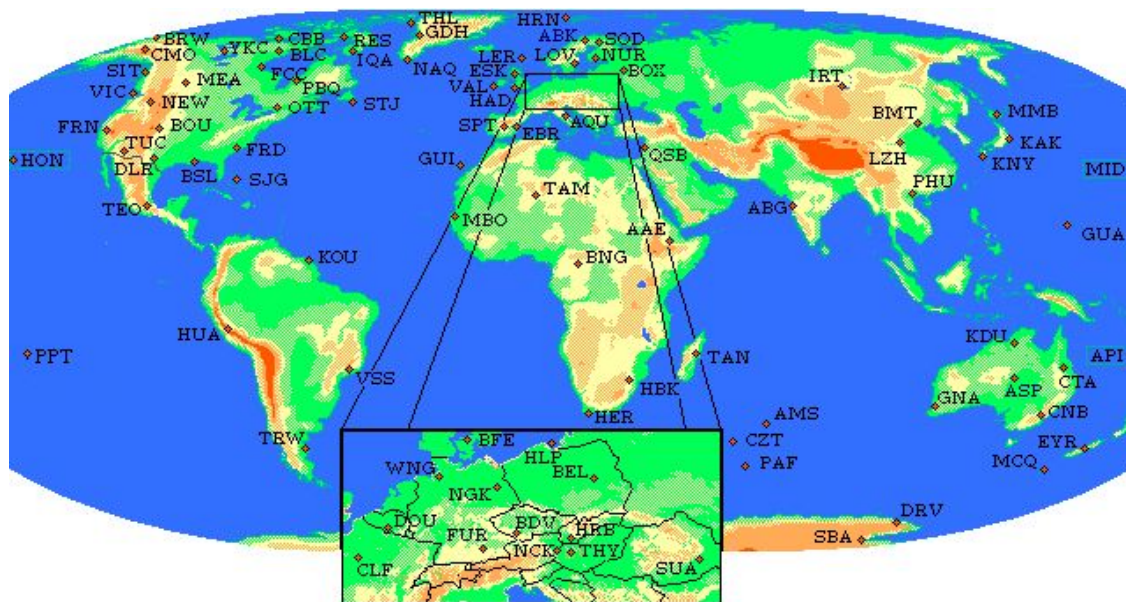 THL
HRN
BRW
CBB
RES
GDH
ABK
SOD
CMO
YKC
BLC
IQA
LER
LOV
NUR
SIT
MEA
FCC
NAQ
ESK
BOX
IRT
VIC
PBQ
VAL
HAD
NEW
OTT
STJ
BMT
MMB
FRN
BOU
SPT
EBR
AQU
TUC
FRD
QSB
LZH
KAK
HON
DLR
BSL
GUI
KNY
MID
SJG
TAM
PHU
TEO
MBO
ABG
AAE
GUA
KOU
BNG
HUA
KDU
PPT
TAN
API
VSS
HBK
ASP
CTA
GNA
HER
AMS
CNB
TRW
BFE
HLP
CZT
EYR
WNG
BEL
PAF
MCQ
NGK
DOU
FUR
BDV
HRB
DRV
CLF
NCK
THY
SUA
SBA